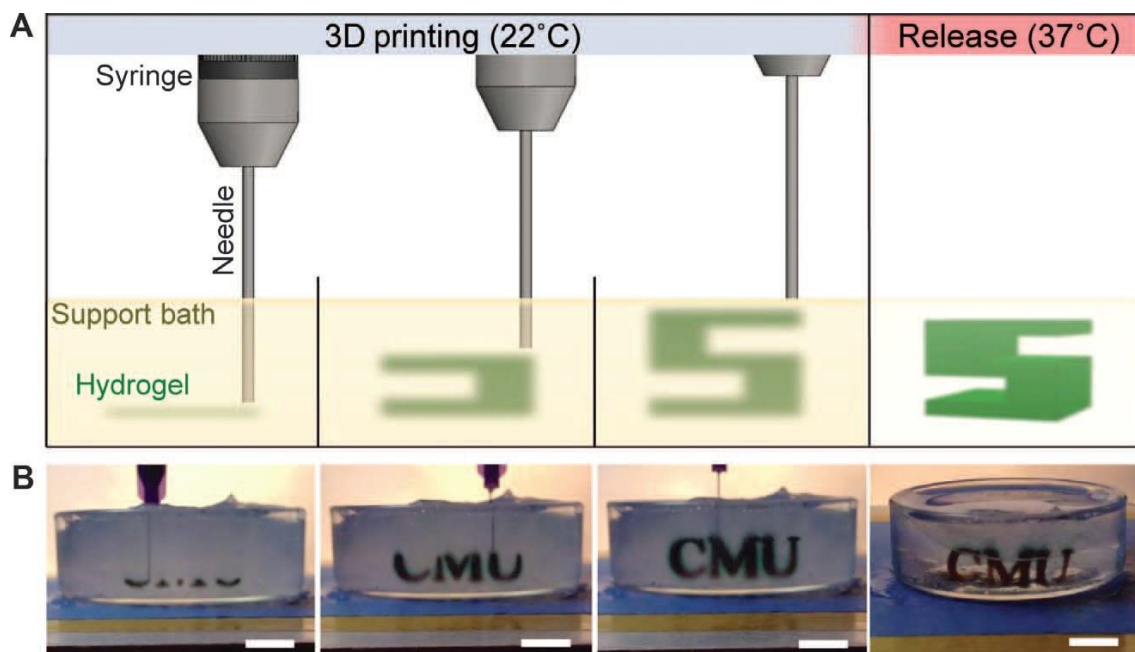 A
3D printing (22˚C)
Release (37˚C)
Syringe
Needle
Support bath
Hydrogel
B
CMU
CMU
CMU